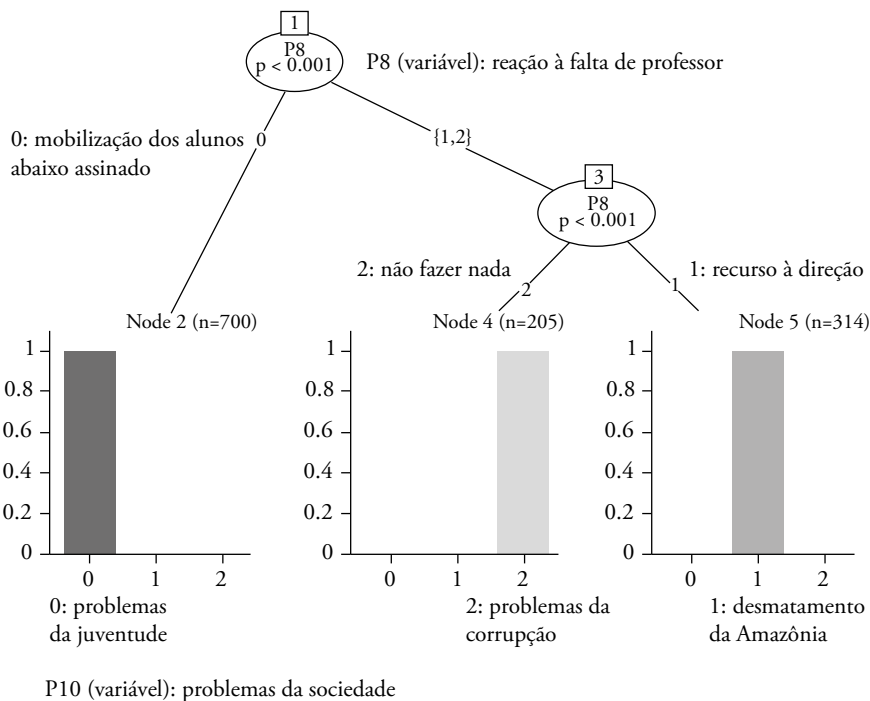 1
P8
p < 0.001
P8 (variável): reação à falta de professor
0: mobilização dos alunos
abaixo assinado
0
{1,2}
3
P8
p < 0.001
2: não fazer nada
2
1: recurso à direção
1
Node 2 (n=700)
1
0.8
0.6
0.4
0.2
0
0 1 2
0: problemas
da juventude
Node 4 (n=205)
1
0.8
0.6
0.4
0.2
0
0 1 2
2: problemas da
corrupção
Node 5 (n=314)
1
0.8
0.6
0.4
0.2
0
0 1 2
1: desmatamento
da Amazônia
P10 (variável): problemas da sociedade